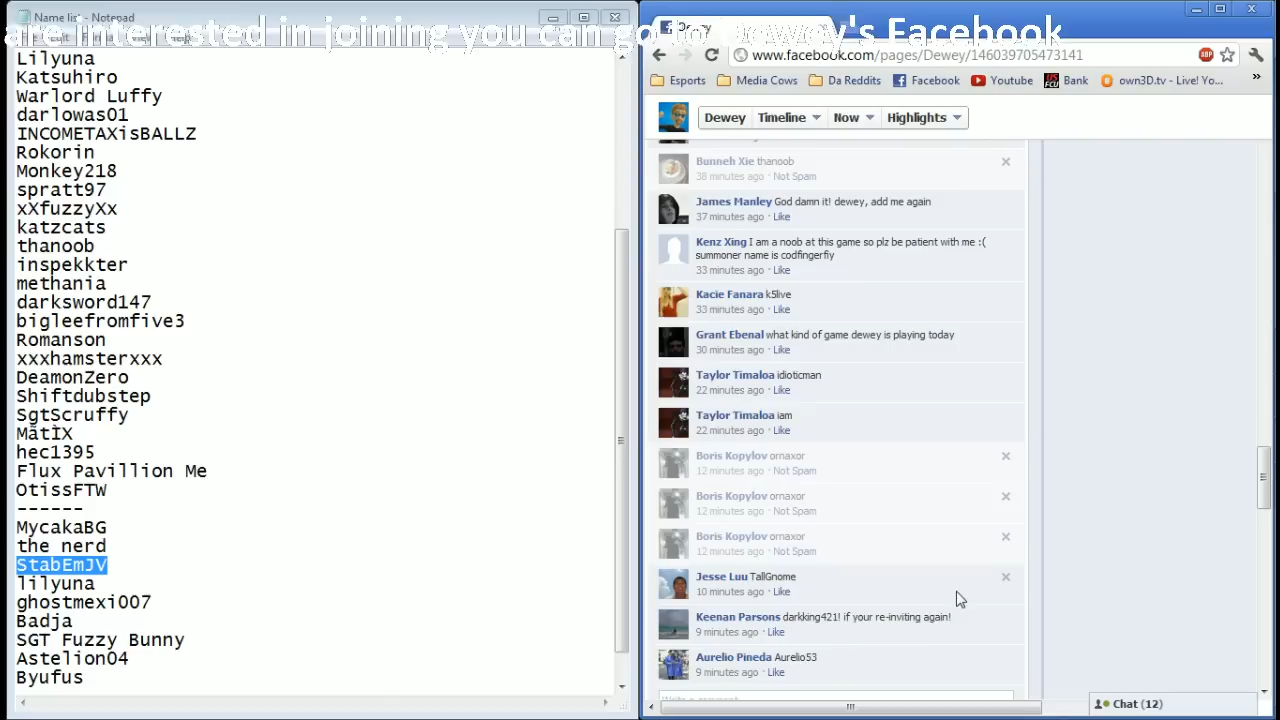 Name list - Notepad
are interested in joining you can go to Dewey's Facebook
Lilyuna
Katsuhiro
Warlord Luffy
darlowas01
INCOMETAXisBALLZ
Rokorin
Monkey218
spratt97
xXfuzzyXx
katzcats
thanoob
inspekkter
methania
darksword147
bigleefromfive3
Romanson
xxxhamsterxxx
DeamonZero
Shiftdubstep
SgtScruffy
MãtÌX
hec1395
Flux Pavillion Me
OtissFTW
------
MycakaBG
the nerd
StabEmJV
lilyuna
ghostmexi007
Badja
SGT Fuzzy Bunny
Astelion04
Byufus
www.facebook.com/pages/Dewey/146039705473141
Esports Media Cows Da Reddits Facebook Youtube Bank own3D.tv - Live! Yo... »
Dewey Timeline Now Highlights
Bunneh Xie thanoob
38 minutes ago · Not Spam
James Manley God damn it! dewey, add me again
37 minutes ago · Like
Kenz Xing I am a noob at this game so plz be patient with me :(
summoner name is codfingerfiy
33 minutes ago · Like
Kacie Fanara k5live
33 minutes ago · Like
Grant Ebenal what kind of game dewey is playing today
30 minutes ago · Like
Taylor Timaloa idioticman
22 minutes ago · Like
Taylor Timaloa iam
22 minutes ago · Like
Boris Kopylov ornaxor
12 minutes ago · Not Spam
Boris Kopylov ornaxor
12 minutes ago · Not Spam
Boris Kopylov ornaxor
12 minutes ago · Not Spam
Jesse Luu TallGnome
10 minutes ago · Like
Keenan Parsons darkking421! if your re-inviting again!
9 minutes ago · Like
Aurelio Pineda Aurelio53
9 minutes ago · Like
Write a comment...
Chat (12)